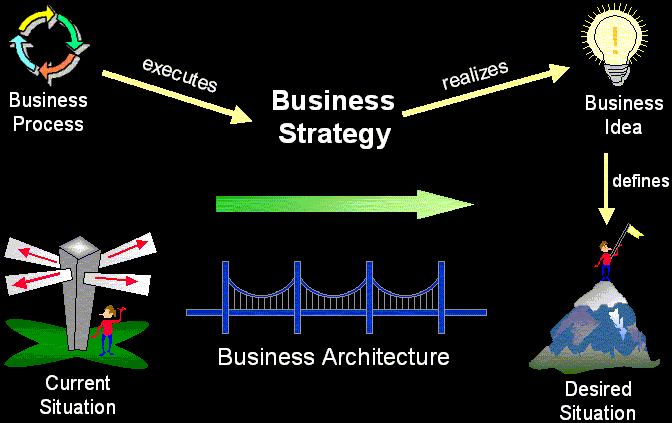 executes
realizes
Business
Process
Business
Strategy
!
Business
Idea
defines
Business Architecture
Current
Situation
Desired
Situation